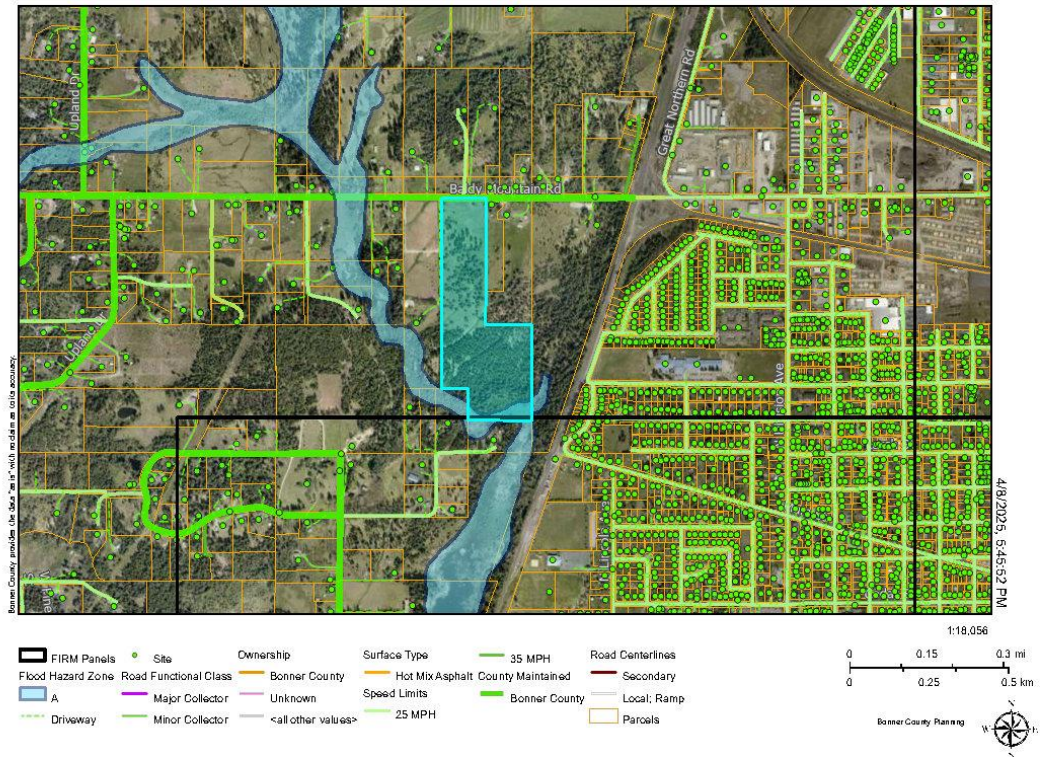 Upland Dr
Great Northern Rd
Baldy Mountain Rd
Upland Dr
N Lincoln
Bonner County provides this data "as is" with no claim as to its accuracy.
4/8/2025, 5:45:52 PM
1:18,056
FIRM Panels
Flood Hazard Zone
A
Driveway
Site
Road Functional Class
Major Collector
Minor Collector
Ownership
Bonner County
Unknown
<all other values>
Surface Type
Hot Mix Asphalt
Speed Limits
25 MPH
35 MPH
County Maintained
Bonner County
Road Centerlines
Secondary
Local; Ramp
Parcels
0 0.15 0.3 mi
0 0.25 0.5 km
Bonner County Planning
N
W E